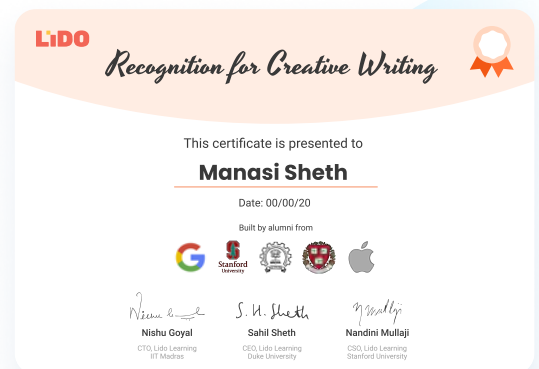 LiDO
Recognition for Creative Writing
This certificate is presented to
Manasi Sheth
Date: 00/00/20
Built by alumni from
Stanford
University
S. H. Sheth
Nishu Goyal
Sahil Sheth
Nandini Mullaji
CTO, Lido Learning
IIT Madras
CEO, Lido Learning
Duke University
CSO, Lido Learning
Stanford University